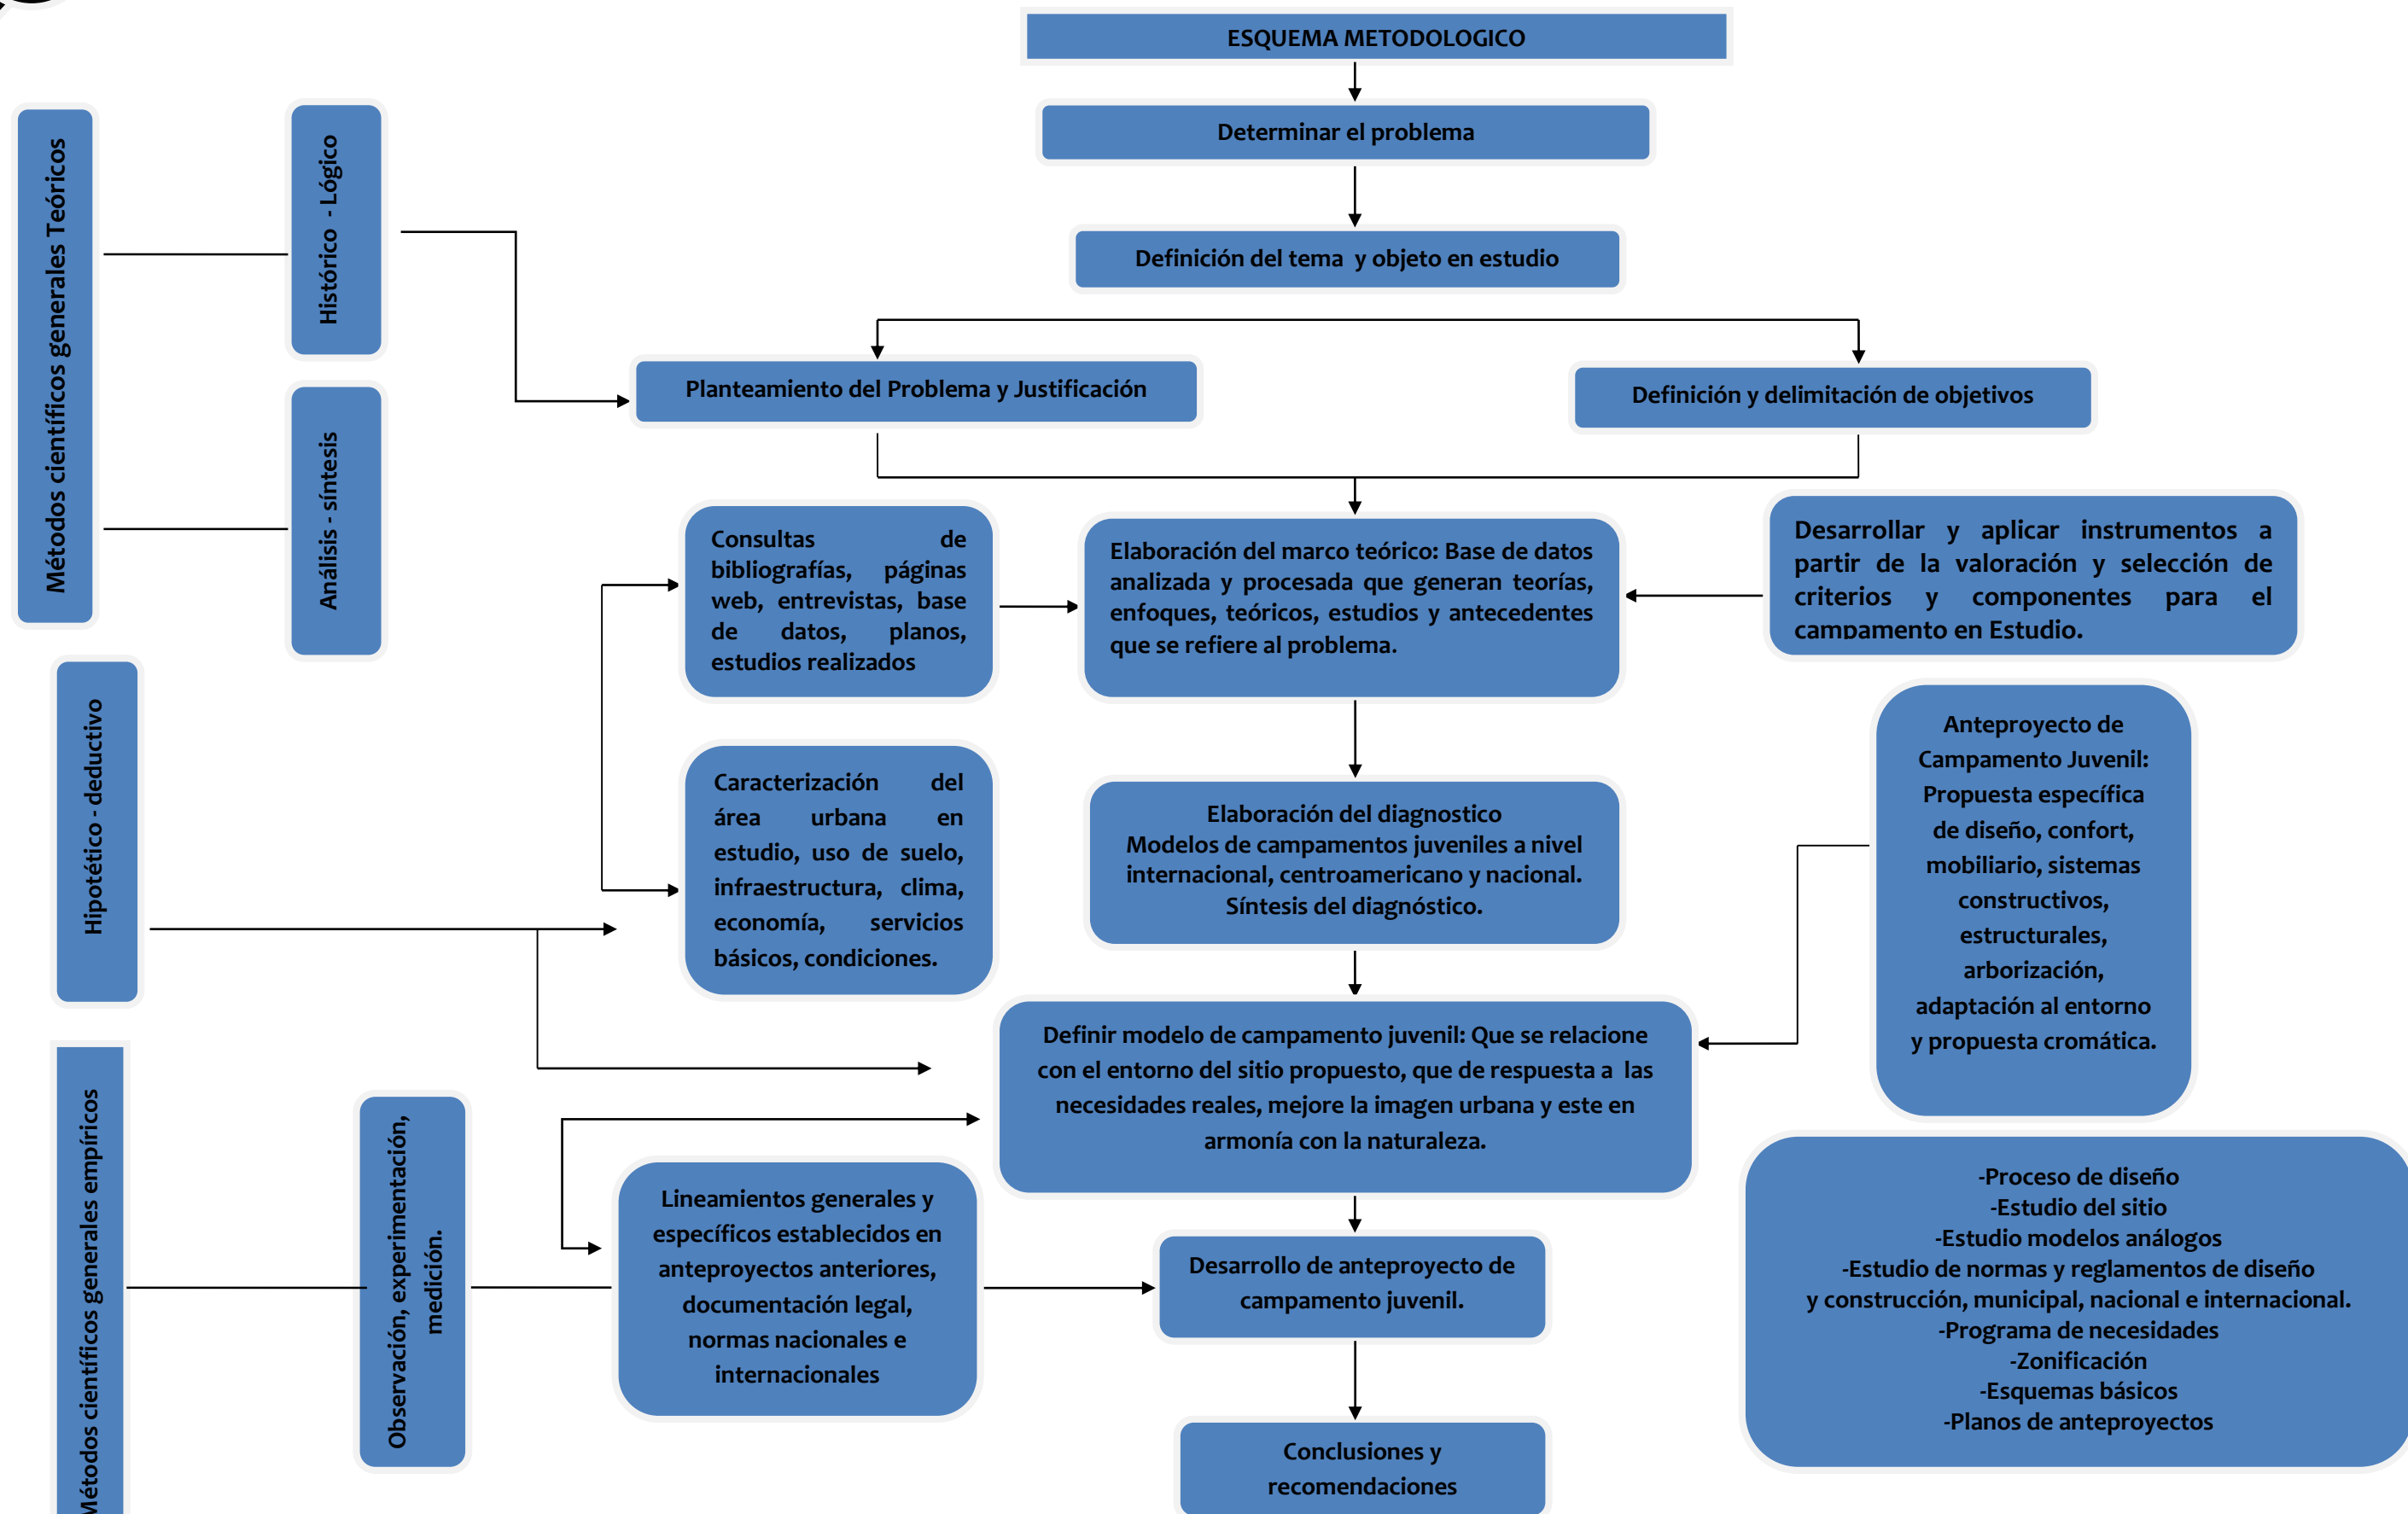 ESQUEMA METODOLOGICO
Determinar el problema
Definición del tema y objeto en estudio
Planteamiento del Problema y Justificación
Definición y delimitación de objetivos
Métodos científicos generales Teóricos
Histórico - Lógico
Análisis - síntesis
Consultas de
bibliografías, páginas
web, entrevistas, base
de datos, planos,
estudios realizados
Elaboración del marco teórico: Base de datos
analizada y procesada que generan teorías,
enfoques, teóricos, estudios y antecedentes
que se refiere al problema.
Desarrollar y aplicar instrumentos a
partir de la valoración y selección de
criterios y componentes para el
campamento en Estudio.
Hipotético - deductivo
Caracterización del
área urbana en
estudio, uso de suelo,
infraestructura, clima,
economía, servicios
básicos, condiciones.
Elaboración del diagnostico
Modelos de campamentos juveniles a nivel
internacional, centroamericano y nacional.
Síntesis del diagnóstico.
Anteproyecto de
Campamento Juvenil:
Propuesta específica
de diseño, confort,
mobiliario, sistemas
constructivos,
estructurales,
arborización,
adaptación al entorno
y propuesta cromática.
Definir modelo de campamento juvenil: Que se relacione
con el entorno del sitio propuesto, que de respuesta a las
necesidades reales, mejore la imagen urbana y este en
armonía con la naturaleza.
Métodos científicos generales empíricos
Observación, experimentación,
medición.
Lineamientos generales y
específicos establecidos en
anteproyectos anteriores,
documentación legal,
normas nacionales e
internacionales
Desarrollo de anteproyecto de
campamento juvenil.
-Proceso de diseño
-Estudio del sitio
-Estudio modelos análogos
-Estudio de normas y reglamentos de diseño
y construcción, municipal, nacional e internacional.
-Programa de necesidades
-Zonificación
-Esquemas básicos
-Planos de anteproyectos
Conclusiones y
recomendaciones